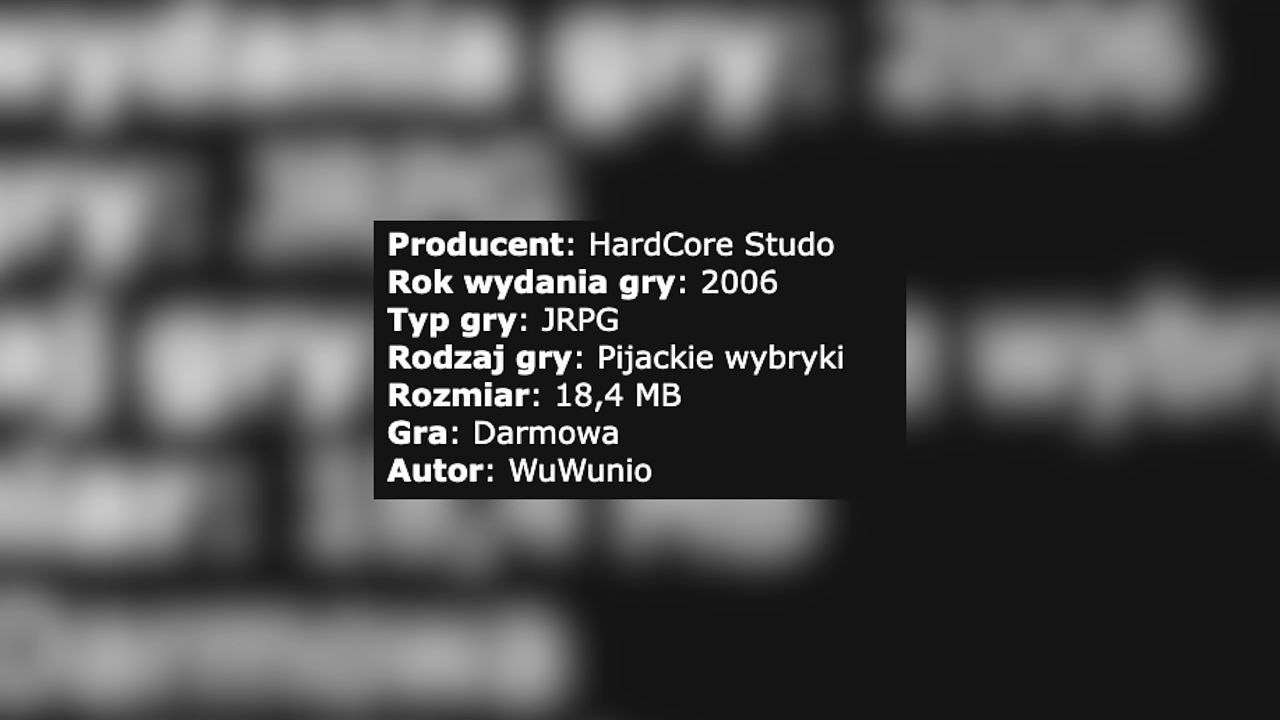 Producent: HardCore Studo
Rok wydania gry: 2006
Typ gry: JRPG
Rodzaj gry: Pijackie wybryki
Rozmiar: 18,4 MB
Gra: Darmowa
Autor: WuWunio